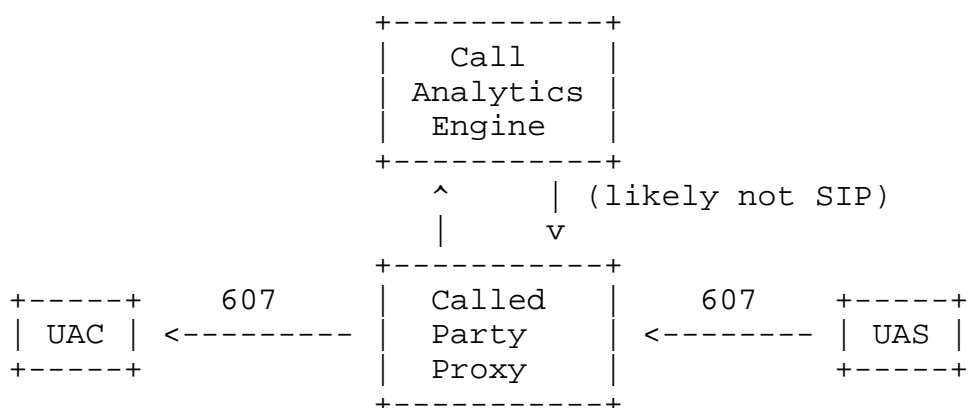 Call
Analytics
Engine
(likely not SIP)
607 Called 607
UAC Party UAS
Proxy